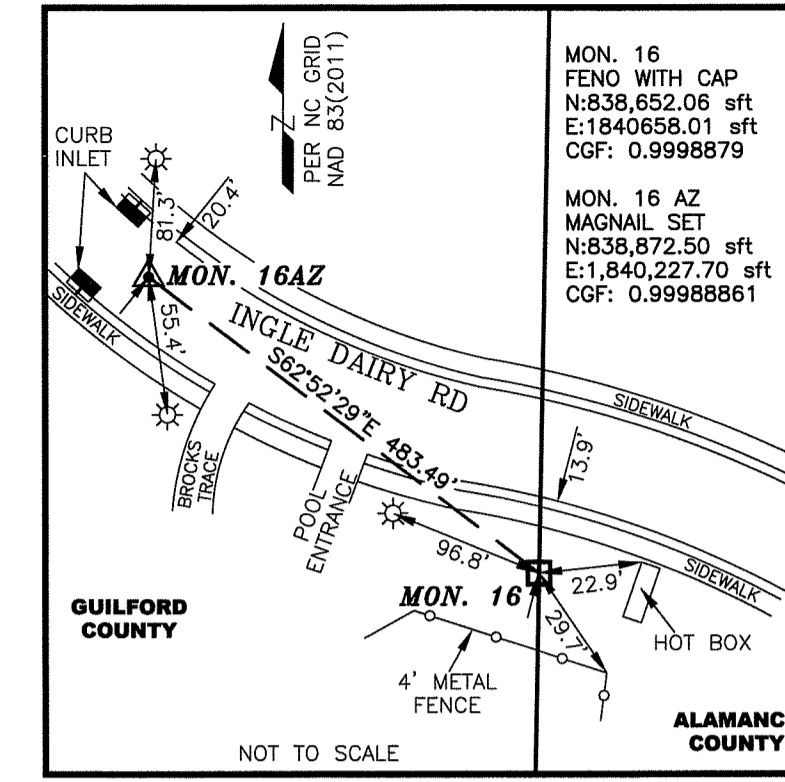 PER NC GRID
NAD 83(2011)
Z
MON. 16
FENO WITH CAP
N:838,652.06 sft
E:1840658.01 sft
CGF: 0.9998879
MON. 16 AZ
MAGNAIL SET
N:838,872.50 sft
E:1,840,227.70 sft
CGF: 0.99988861
CURB
INLET
81.3'
20.4'
MON. 16AZ
SIDEWALK
55.4'
INGLE DAIRY RD
S62°52'29"E 483.49'
SIDEWALK
BROCKS
TRACE
POOL
ENTRANCE
13.9'
96.8'
22.9'
SIDEWALK
MON. 16
29.7'
GUILFORD
COUNTY
HOT BOX
4' METAL
FENCE
ALAMANC
COUNTY
NOT TO SCALE